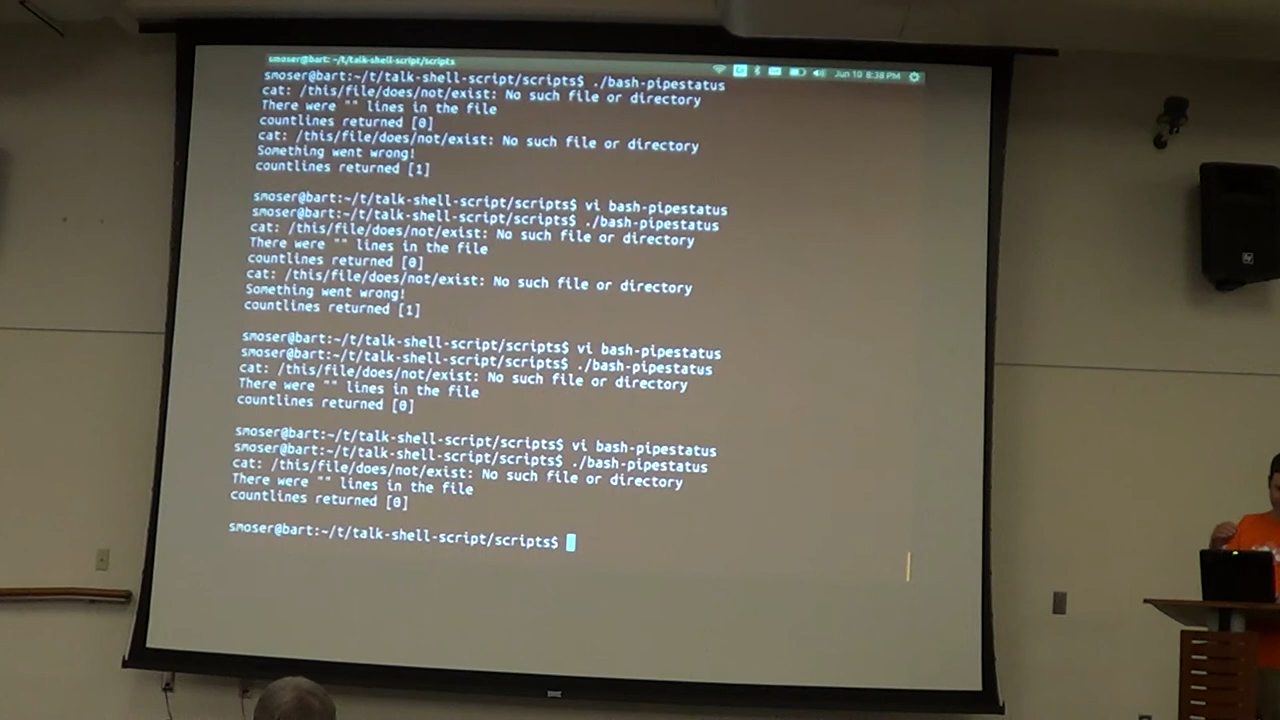 smoser@bart: ~/t/talk-shell-script/scripts
Jun 10 8:38 PM
smoser@bart:~/t/talk-shell-script/scripts$ ./bash-pipestatus
cat: /this/file/does/not/exist: No such file or directory
There were "" lines in the file
countlines returned [0]
cat: /this/file/does/not/exist: No such file or directory
Something went wrong!
countlines returned [1]
smoser@bart:~/t/talk-shell-script/scripts$ vi bash-pipestatus
smoser@bart:~/t/talk-shell-script/scripts$ ./bash-pipestatus
cat: /this/file/does/not/exist: No such file or directory
There were "" lines in the file
countlines returned [0]
cat: /this/file/does/not/exist: No such file or directory
Something went wrong!
countlines returned [1]
smoser@bart:~/t/talk-shell-script/scripts$ vi bash-pipestatus
smoser@bart:~/t/talk-shell-script/scripts$ ./bash-pipestatus
cat: /this/file/does/not/exist: No such file or directory
There were "" lines in the file
countlines returned [0]
smoser@bart:~/t/talk-shell-script/scripts$ vi bash-pipestatus
smoser@bart:~/t/talk-shell-script/scripts$ ./bash-pipestatus
cat: /this/file/does/not/exist: No such file or directory
There were "" lines in the file
countlines returned [0]
smoser@bart:~/t/talk-shell-script/scripts$